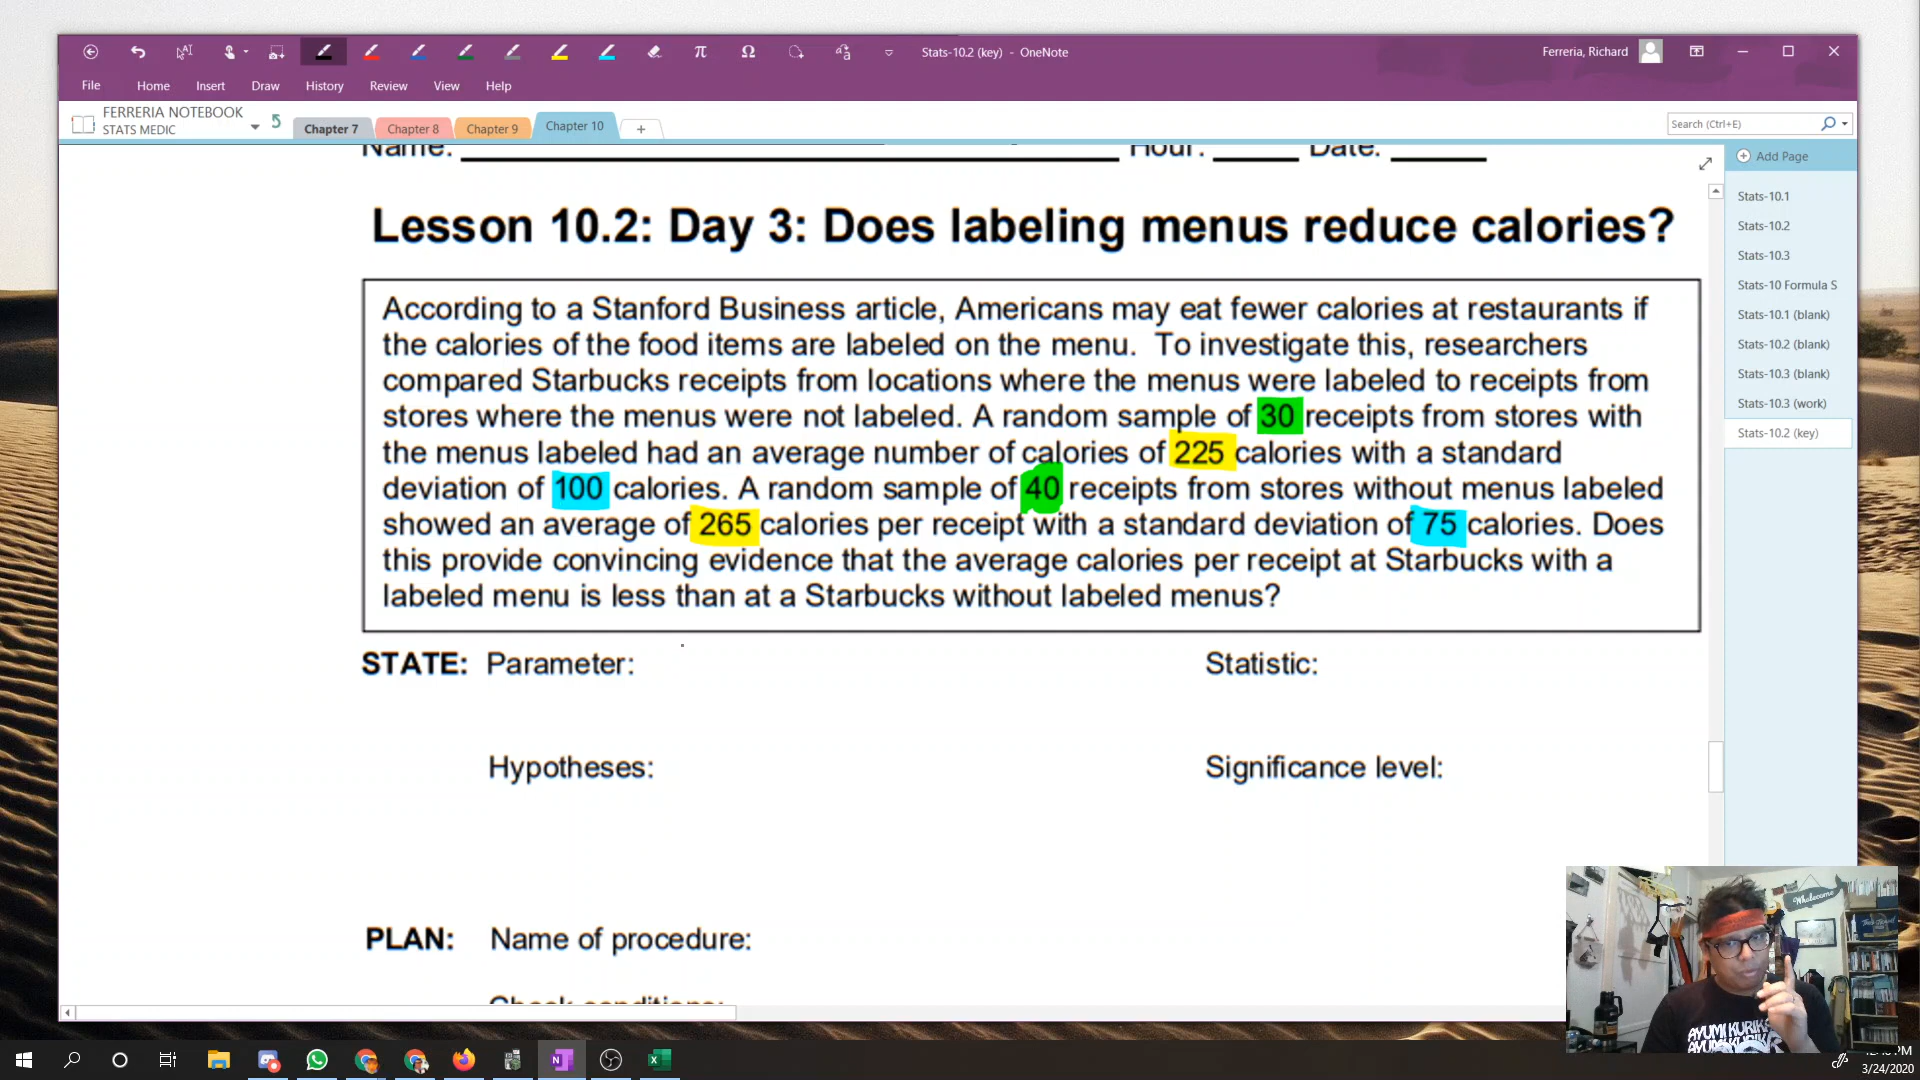 Stats-10.2 (key) - OneNote
Ferreria, Richard
File Home Insert Draw History Review View Help
FERRERIA NOTEBOOK
STATS MEDIC
Chapter 7 Chapter 8 Chapter 9 Chapter 10
Search (Ctrl+E)
Add Page
Stats-10.1
Stats-10.2
Stats-10.3
Stats-10 Formula S
Stats-10.1 (blank)
Stats-10.2 (blank)
Stats-10.3 (blank)
Stats-10.3 (work)
Stats-10.2 (key)
Name: Hour: Date:
Lesson 10.2: Day 3: Does labeling menus reduce calories?
According to a Stanford Business article, Americans may eat fewer calories at restaurants if
the calories of the food items are labeled on the menu. To investigate this, researchers
compared Starbucks receipts from locations where the menus were labeled to receipts from
stores where the menus were not labeled. A random sample of 30 receipts from stores with
the menus labeled had an average number of calories of 225 calories with a standard
deviation of 100 calories. A random sample of 40 receipts from stores without menus labeled
showed an average of 265 calories per receipt with a standard deviation of 75 calories. Does
this provide convincing evidence that the average calories per receipt at Starbucks with a
labeled menu is less than at a Starbucks without labeled menus?
STATE: Parameter: Statistic:
Hypotheses: Significance level:
PLAN: Name of procedure:
Check conditions:
Whalecome
AYUMI KURIKA
3/24/2020